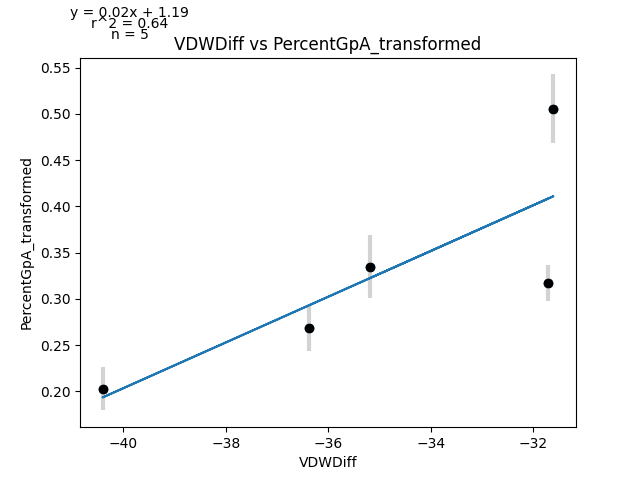 y = 0.02x + 1.19
r^2 = 0.64
n = 5
VDWDiff vs PercentGpA_transformed
0.55
0.50
0.45
0.40
0.35
0.30
0.25
0.20
PercentGpA_transformed
−40
−38
−36
−34
−32
VDWDiff